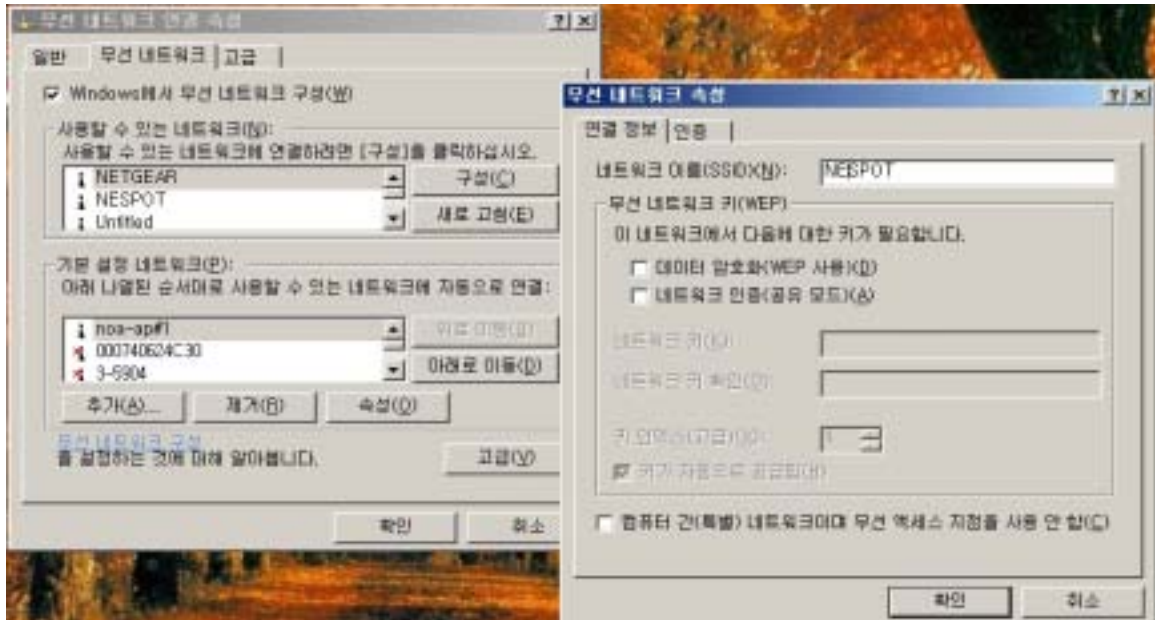 무선 네트워크 연결 속성
일반 무선 네트워크 고급
Windows에서 무선 네트워크 구성(W)
사용할 수 있는 네트워크(N):
사용할 수 있는 네트워크에 연결하려면 [구성]를 클릭하십시오.
NETGEAR
NESPOT
Untitled
구성(C)
새로 고침(E)
기본 설정 네트워크(P):
아래 나열된 순서대로 사용할 수 있는 네트워크에 자동으로 연결:
noa-ap#1
000740624C30
3-5904
위로 이동(U)
아래로 이동(D)
추가(A)... 제거(R) 속성(O)
무선 네트워크 구성
을 설정하는 것에 대해 알아봅니다.
고급(V)
확인 취소
무선 네트워크 속성
연결 정보 인증
네트워크 이름(SSID)(N): NESPOT
무선 네트워크 키(WEP)
이 네트워크에서 다음에 대한 키가 필요합니다.
데이터 암호화(WEP 사용)(D)
네트워크 인증(공유 모드)(A)
네트워크 키(K):
네트워크 키 확인(O):
키 인덱스(고급)(X): 1
키가 자동으로 공급됨(H)
컴퓨터 간(특별) 네트워크이며 무선 액세스 지점을 사용 안 함(C)
확인 취소